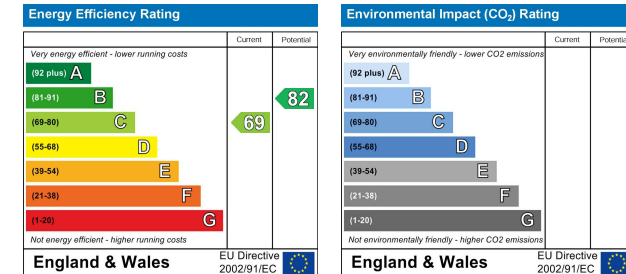 Energy Efficiency Rating
Current Potential
Very energy efficient - lower running costs
(92 plus) A
(81-91) B
82
(69-80) C
69
(55-68) D
(39-54) E
(21-38) F
(1-20) G
Not energy efficient - higher running costs
England & Wales
EU Directive
2002/91/EC
Environmental Impact (CO₂) Rating
Current Potential
Very environmentally friendly - lower CO2 emissions
(92 plus) A
(81-91) B
(69-80) C
(55-68) D
(39-54) E
(21-38) F
(1-20) G
Not environmentally friendly - higher CO2 emissions
England & Wales
EU Directive
2002/91/EC